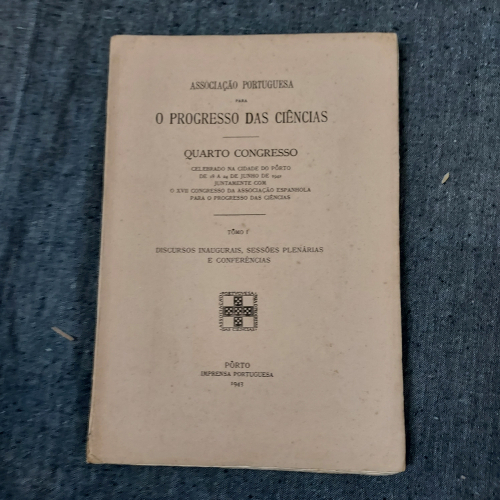 ASSOCIAÇÃO PORTUGUESA
PARA
O PROGRESSO DAS CIÊNCIAS
QUARTO CONGRESSO
CELEBRADO NA CIDADE DO PÔRTO
DE 18 A 24 DE JUNHO DE 1942
JUNTAMENTE COM
O XVII CONGRESSO DA ASSOCIAÇÃO ESPANHOLA
PARA O PROGRESSO DAS CIÊNCIAS
TÔMO I
DISCURSOS INAUGURAIS, SESSÕES PLENÁRIAS
E CONFERÊNCIAS
PÔRTO
IMPRENSA PORTUGUESA
1943